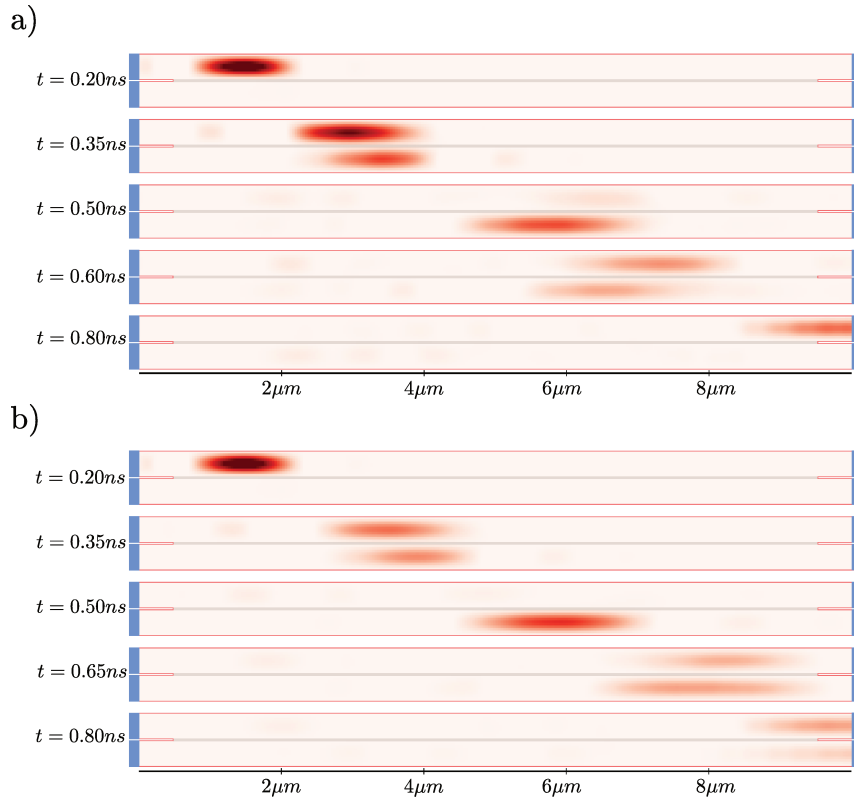 a)
t = 0.20ns
t = 0.35ns
t = 0.50ns
t = 0.60ns
t = 0.80ns
2μm 4μm 6μm 8μm
b)
t = 0.20ns
t = 0.35ns
t = 0.50ns
t = 0.65ns
t = 0.80ns
2μm 4μm 6μm 8μm